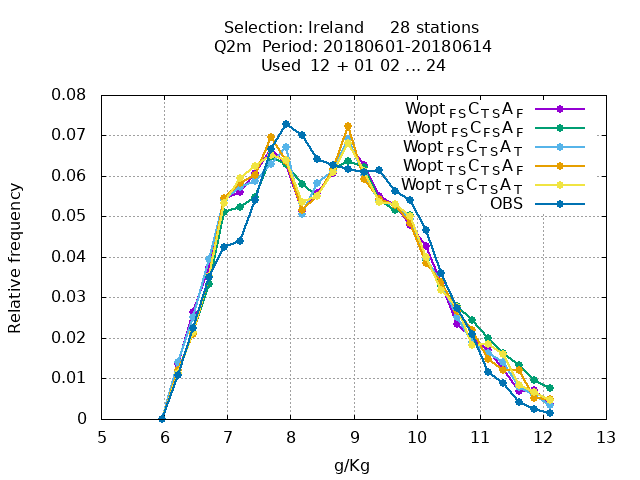 Selection: Ireland 28 stations
Q2m Period: 20180601-20180614
Used 12 + 01 02 ... 24
0.08
0.07
0.06
0.05
0.04
0.03
0.02
0.01
0
Relative frequency
Wopt FS C TS A F
Wopt FS C FS A F
Wopt FS C TS A T
Wopt TS C TS A F
Wopt TS C TS A T
OBS
5 6 7 8 9 10 11 12 13
g/Kg